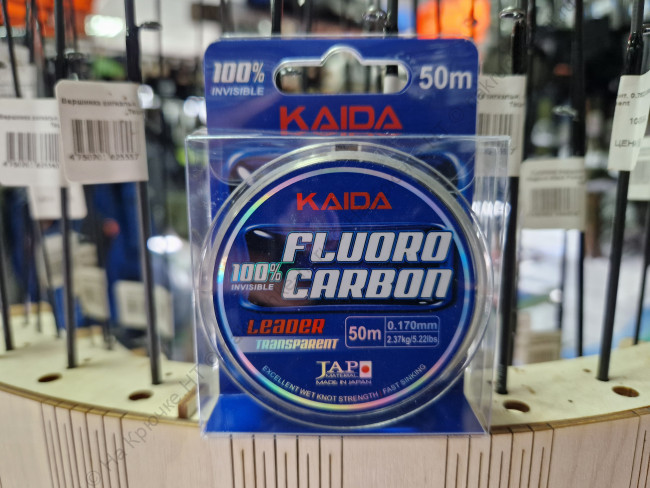 100%
INVISIBLE
50m
KAIDA
KAIDA
FLUORO
100%
INVISIBLE
CARBON
LEADER
TRANSPARENT
50m
0.170mm
2.37kg/5.22lbs
JAP
MATERIAL
MADE IN JAPAN
EXCELLENT WET KNOT STRENGTH · FAST SINKING